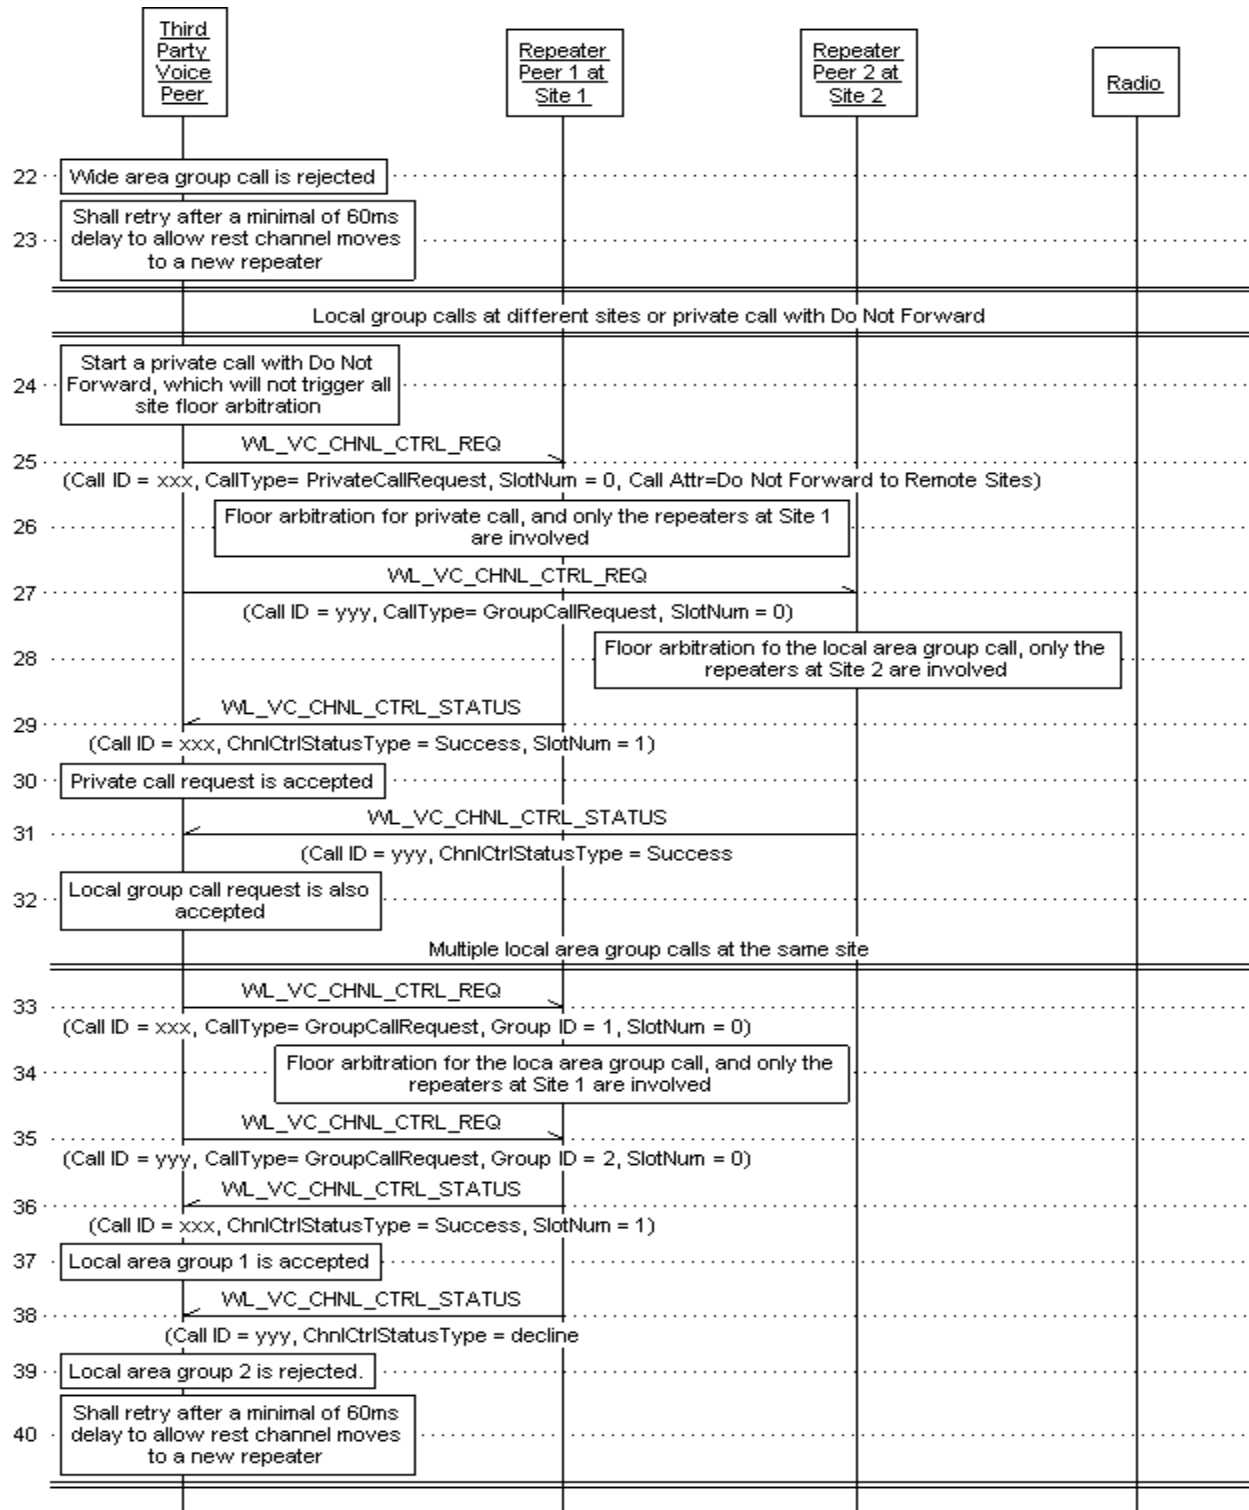 Third
Party
Voice
Peer
Repeater
Peer 1 at
Site 1
Repeater
Peer 2 at
Site 2
Radio
22 Wide area group call is rejected
Shall retry after a minimal of 60ms
23 delay to allow rest channel moves
to a new repeater
Local group calls at different sites or private call with Do Not Forward
Start a private call with Do Not
24 Forward, which will not trigger all
site floor arbitration
WL_VC_CHNL_CTRL_REQ
25
(Call ID = xxx, CallType= PrivateCallRequest, SlotNum = 0, Call Attr=Do Not Forward to Remote Sites)
Floor arbitration for private call, and only the repeaters at Site 1
26
are involved
WL_VC_CHNL_CTRL_REQ
27
(Call ID = yyy, CallType= GroupCallRequest, SlotNum = 0)
Floor arbitration fo the local area group call, only the
28
repeaters at Site 2 are involved
WL_VC_CHNL_CTRL_STATUS
29
(Call ID = xxx, ChnlCtrlStatusType = Success, SlotNum = 1)
30 Private call request is accepted
WL_VC_CHNL_CTRL_STATUS
31
(Call ID = yyy, ChnlCtrlStatusType = Success
Local group call request is also
32
accepted
Multiple local area group calls at the same site
WL_VC_CHNL_CTRL_REQ
33
(Call ID = xxx, CallType= GroupCallRequest, Group ID = 1, SlotNum = 0)
Floor arbitration for the loca area group call, and only the
34
repeaters at Site 1 are involved
WL_VC_CHNL_CTRL_REQ
35
(Call ID = yyy, CallType= GroupCallRequest, Group ID = 2, SlotNum = 0)
WL_VC_CHNL_CTRL_STATUS
36
(Call ID = xxx, ChnlCtrlStatusType = Success, SlotNum = 1)
37 Local area group 1 is accepted
WL_VC_CHNL_CTRL_STATUS
38
(Call ID = yyy, ChnlCtrlStatusType = decline
39 Local area group 2 is rejected.
Shall retry after a minimal of 60ms
40 delay to allow rest channel moves
to a new repeater